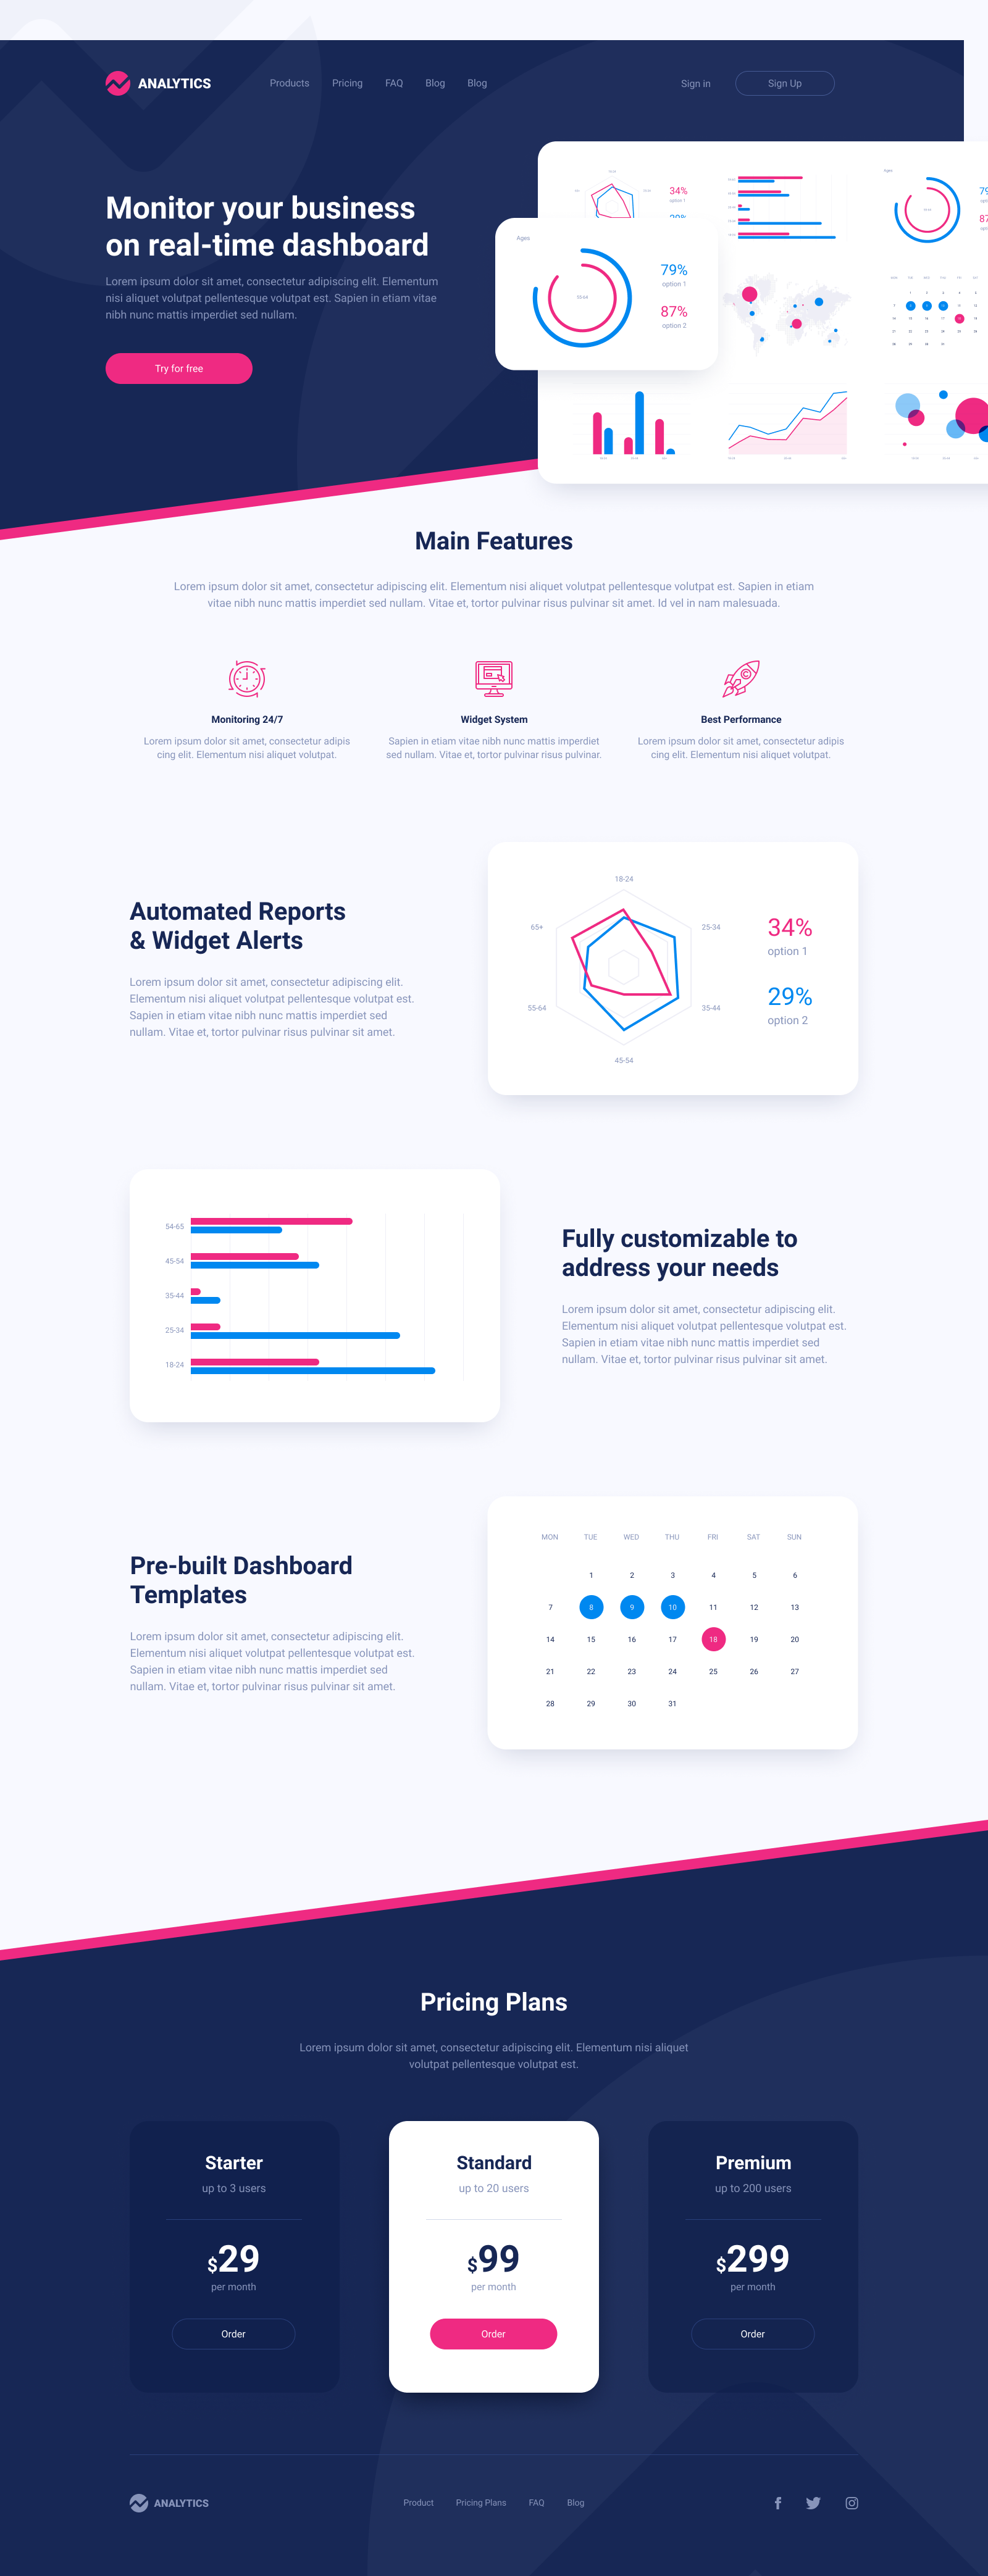 ANALYTICS
Products
Pricing
FAQ
Blog
Blog
Sign in
Sign Up
Monitor your business
on real-time dashboard
Lorem ipsum dolor sit amet, consectetur adipiscing elit. Elementum
nisi aliquet volutpat pellentesque volutpat est. Sapien in etiam vitae
nibh nunc mattis imperdiet sed nullam.
Try for free
34%
option 1
Ages
Ages
79%
option 1
87%
option 2
Main Features
Lorem ipsum dolor sit amet, consectetur adipiscing elit. Elementum nisi aliquet volutpat pellentesque volutpat est. Sapien in etiam
vitae nibh nunc mattis imperdiet sed nullam. Vitae et, tortor pulvinar risus pulvinar sit amet. Id vel in nam malesuada.
Monitoring 24/7
Lorem ipsum dolor sit amet, consectetur adipis
cing elit. Elementum nisi aliquet volutpat.
Widget System
Sapien in etiam vitae nibh nunc mattis imperdiet
sed nullam. Vitae et, tortor pulvinar risus pulvinar.
Best Performance
Lorem ipsum dolor sit amet, consectetur adipis
cing elit. Elementum nisi aliquet volutpat.
Automated Reports
& Widget Alerts
Lorem ipsum dolor sit amet, consectetur adipiscing elit.
Elementum nisi aliquet volutpat pellentesque volutpat est.
Sapien in etiam vitae nibh nunc mattis imperdiet sed
nullam. Vitae et, tortor pulvinar risus pulvinar sit amet.
18-24
65+
25-34
55-64
35-44
45-54
34%
option 1
29%
option 2
54-65
45-54
35-44
25-34
18-24
Fully customizable to
address your needs
Lorem ipsum dolor sit amet, consectetur adipiscing elit.
Elementum nisi aliquet volutpat pellentesque volutpat est.
Sapien in etiam vitae nibh nunc mattis imperdiet sed
nullam. Vitae et, tortor pulvinar risus pulvinar sit amet.
Pre-built Dashboard
Templates
Lorem ipsum dolor sit amet, consectetur adipiscing elit.
Elementum nisi aliquet volutpat pellentesque volutpat est.
Sapien in etiam vitae nibh nunc mattis imperdiet sed
nullam. Vitae et, tortor pulvinar risus pulvinar sit amet.
MON TUE WED THU FRI SAT SUN
1 2 3 4 5 6
7 8 9 10 11 12 13
14 15 16 17 18 19 20
21 22 23 24 25 26 27
28 29 30 31
Pricing Plans
Lorem ipsum dolor sit amet, consectetur adipiscing elit. Elementum nisi aliquet
volutpat pellentesque volutpat est.
Starter
up to 3 users
$29
per month
Order
Standard
up to 20 users
$99
per month
Order
Premium
up to 200 users
$299
per month
Order
ANALYTICS
Product
Pricing Plans
FAQ
Blog